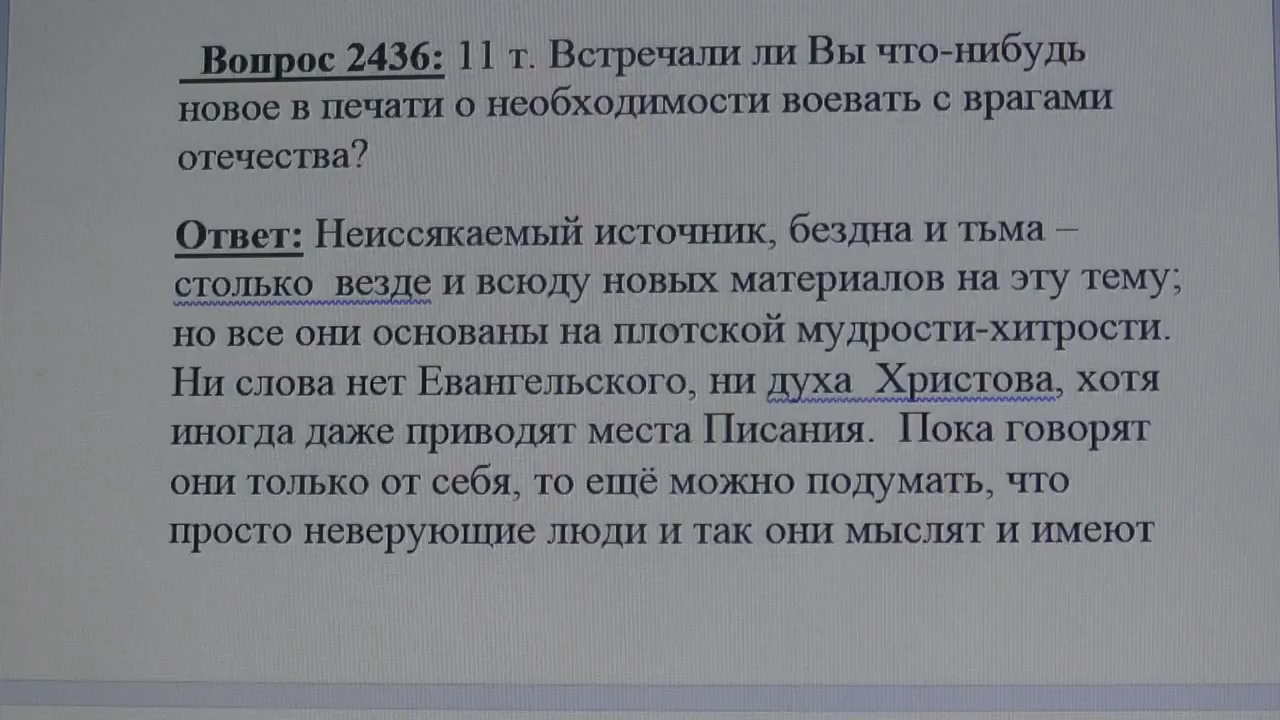 Вопрос 2436: 11 т. Встречали ли Вы что-нибудь
новое в печати о необходимости воевать с врагами
отечества?
Ответ: Неиссякаемый источник, бездна и тьма –
столько везде и всюду новых материалов на эту тему;
но все они основаны на плотской мудрости-хитрости.
Ни слова нет Евангельского, ни духа Христова, хотя
иногда даже приводят места Писания. Пока говорят
они только от себя, то ещё можно подумать, что
просто неверующие люди и так они мыслят и имеют